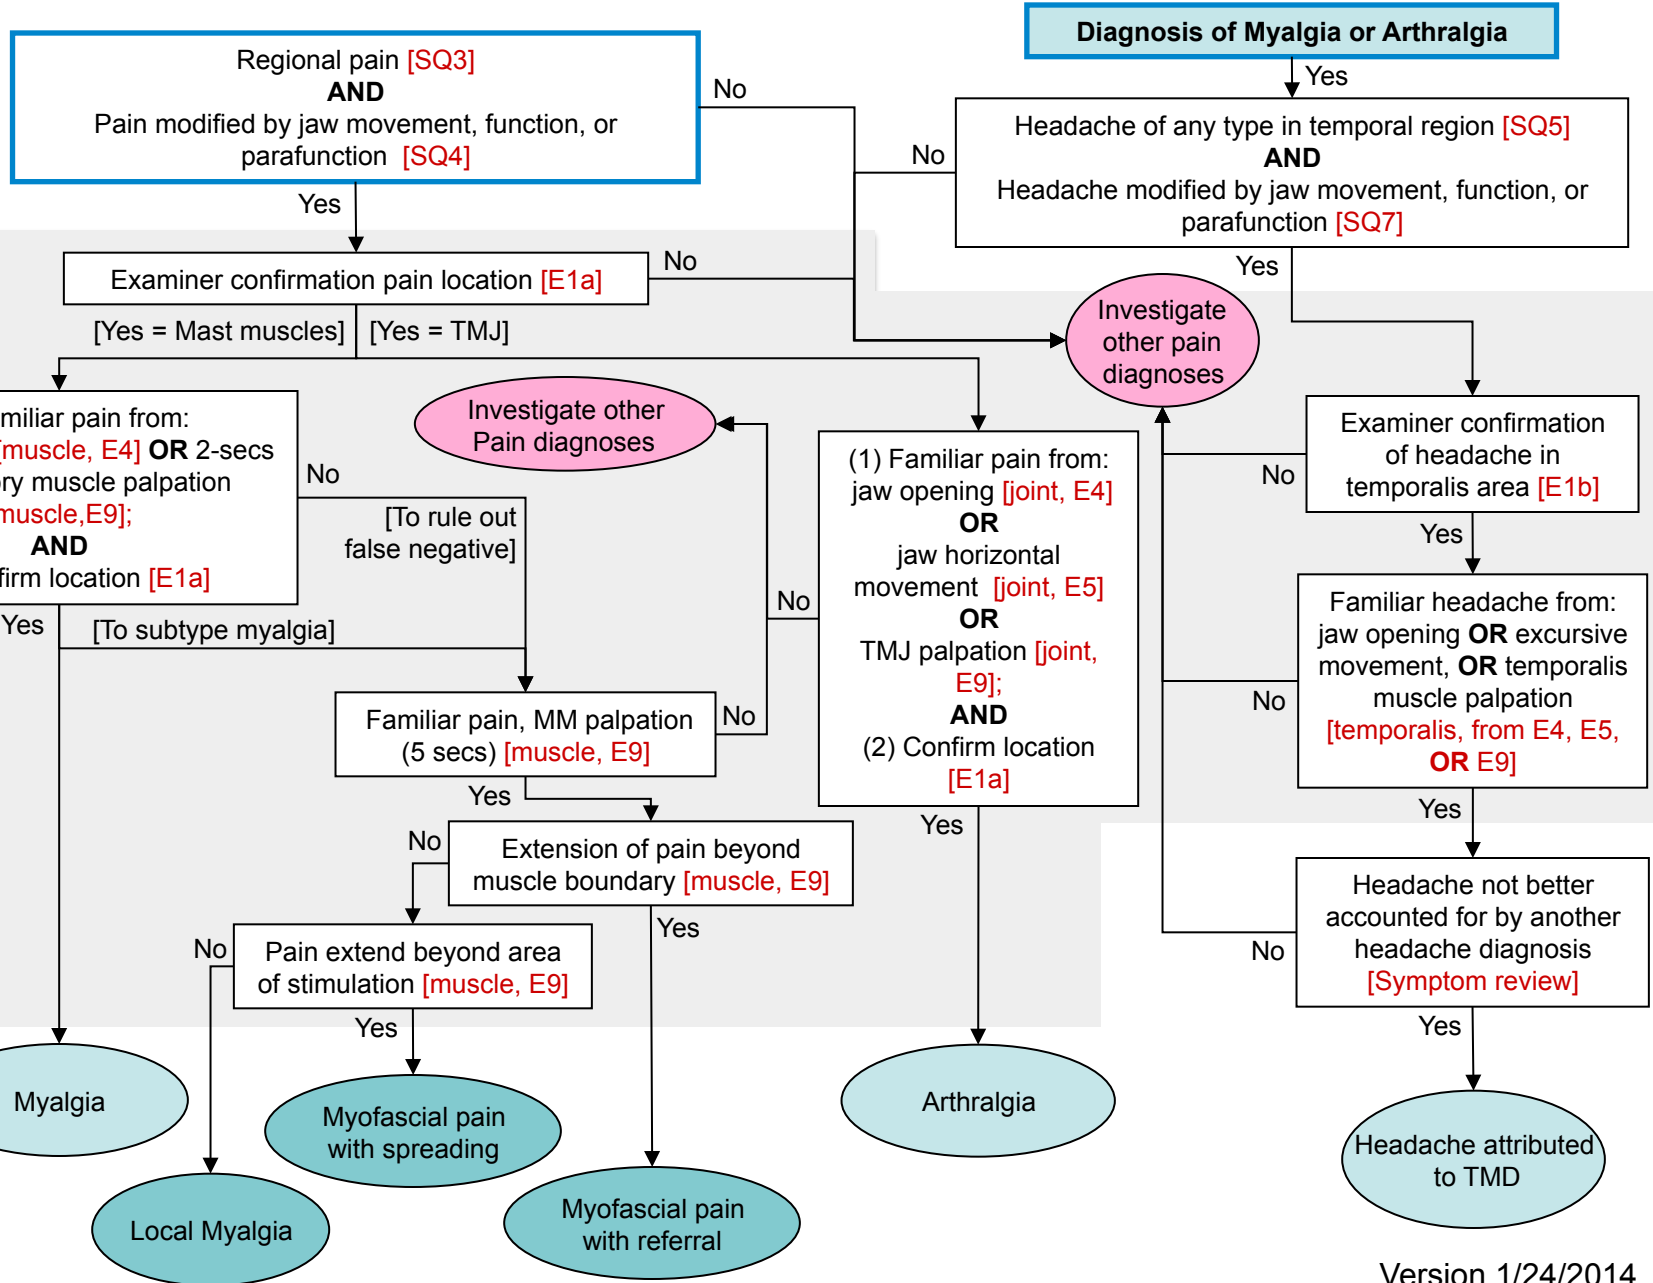 Diagnosis of Myalgia or Arthralgia
Yes
Regional pain [SQ3]
AND
Pain modified by jaw movement, function, or
parafunction [SQ4]
No
Yes
Headache of any type in temporal region [SQ5]
AND
Headache modified by jaw movement, function, or
parafunction [SQ7]
No
Yes
Examiner confirmation pain location [E1a]
No
[Yes = Mast muscles]
[Yes = TMJ]
Investigate
other pain
diagnoses
miliar pain from:
[muscle, E4] OR 2-secs
ory muscle palpation
muscle,E9];
AND
firm location [E1a]
No
[To rule out
false negative]
Yes
[To subtype myalgia]
Investigate other
Pain diagnoses
(1) Familiar pain from:
jaw opening [joint, E4]
OR
jaw horizontal
movement [joint, E5]
OR
TMJ palpation [joint,
E9];
AND
(2) Confirm location
[E1a]
No
Yes
Examiner confirmation
of headache in
temporalis area [E1b]
No
Yes
Familiar headache from:
jaw opening OR excursive
movement, OR temporalis
muscle palpation
[temporalis, from E4, E5,
OR E9]
No
Yes
Familiar pain, MM palpation
(5 secs) [muscle, E9]
No
Yes
Extension of pain beyond
muscle boundary [muscle, E9]
No
Yes
Pain extend beyond area
of stimulation [muscle, E9]
No
Yes
Headache not better
accounted for by another
headache diagnosis
[Symptom review]
No
Yes
Myalgia
Local Myalgia
Myofascial pain
with spreading
Myofascial pain
with referral
Arthralgia
Headache attributed
to TMD
Version 1/24/2014